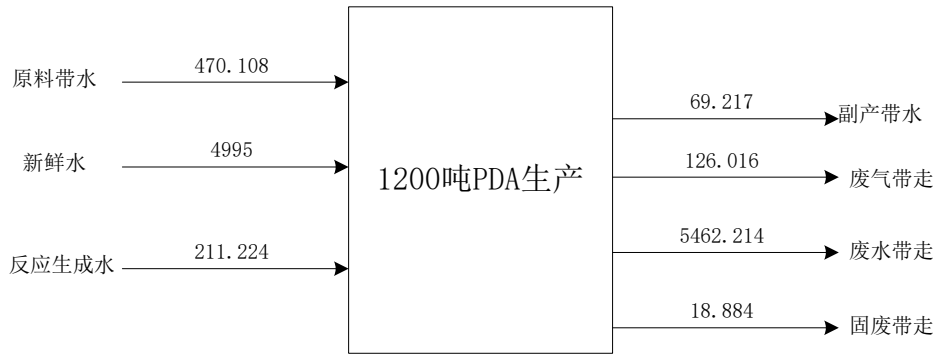 原料带水
470.108
新鲜水
4995
反应生成水
211.224
1200吨PDA生产
69.217
副产带水
126.016
废气带走
5462.214
废水带走
18.884
固废带走